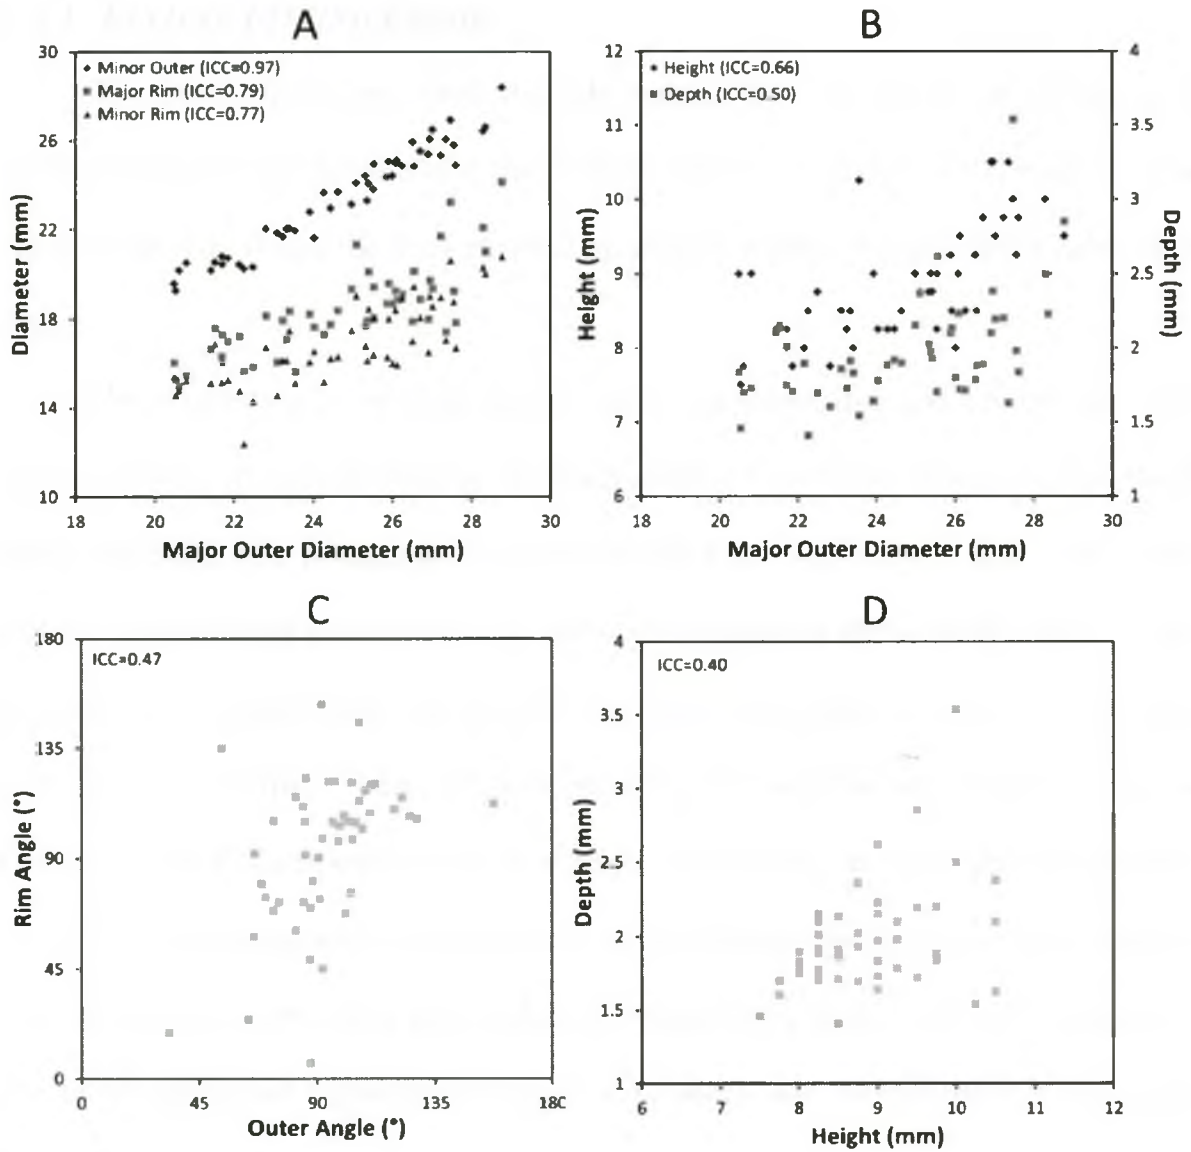 A
30
26
22
18
14
10
Diameter (mm)
Minor Outer (ICC=0.97)
Major Rim (ICC=0.79)
Minor Rim (ICC=0.77)
18 20 22 24 26 28 30
Major Outer Diameter (mm)
B
12
11
10
9
8
7
6
Height (mm)
Height (ICC=0.66)
Depth (ICC=0.50)
4
3.5
3
2.5
2
1.5
1
Depth (mm)
18 20 22 24 26 28 30
Major Outer Diameter (mm)
C
180
135
90
45
0
Rim Angle (°)
ICC=0.47
0 45 90 135 180
Outer Angle (°)
D
4
3.5
3
2.5
2
1.5
1
Depth (mm)
ICC=0.40
6 7 8 9 10 11 12
Height (mm)